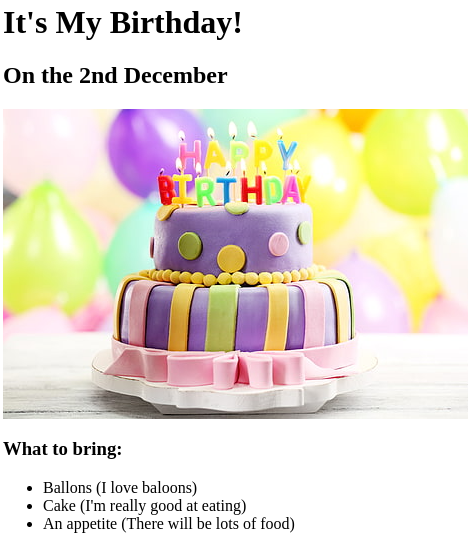 It's My Birthday!
On the 2nd December
HAPPY
BIRTHDAY
What to bring:
Ballons (I love baloons)
Cake (I'm really good at eating)
An appetite (There will be lots of food)